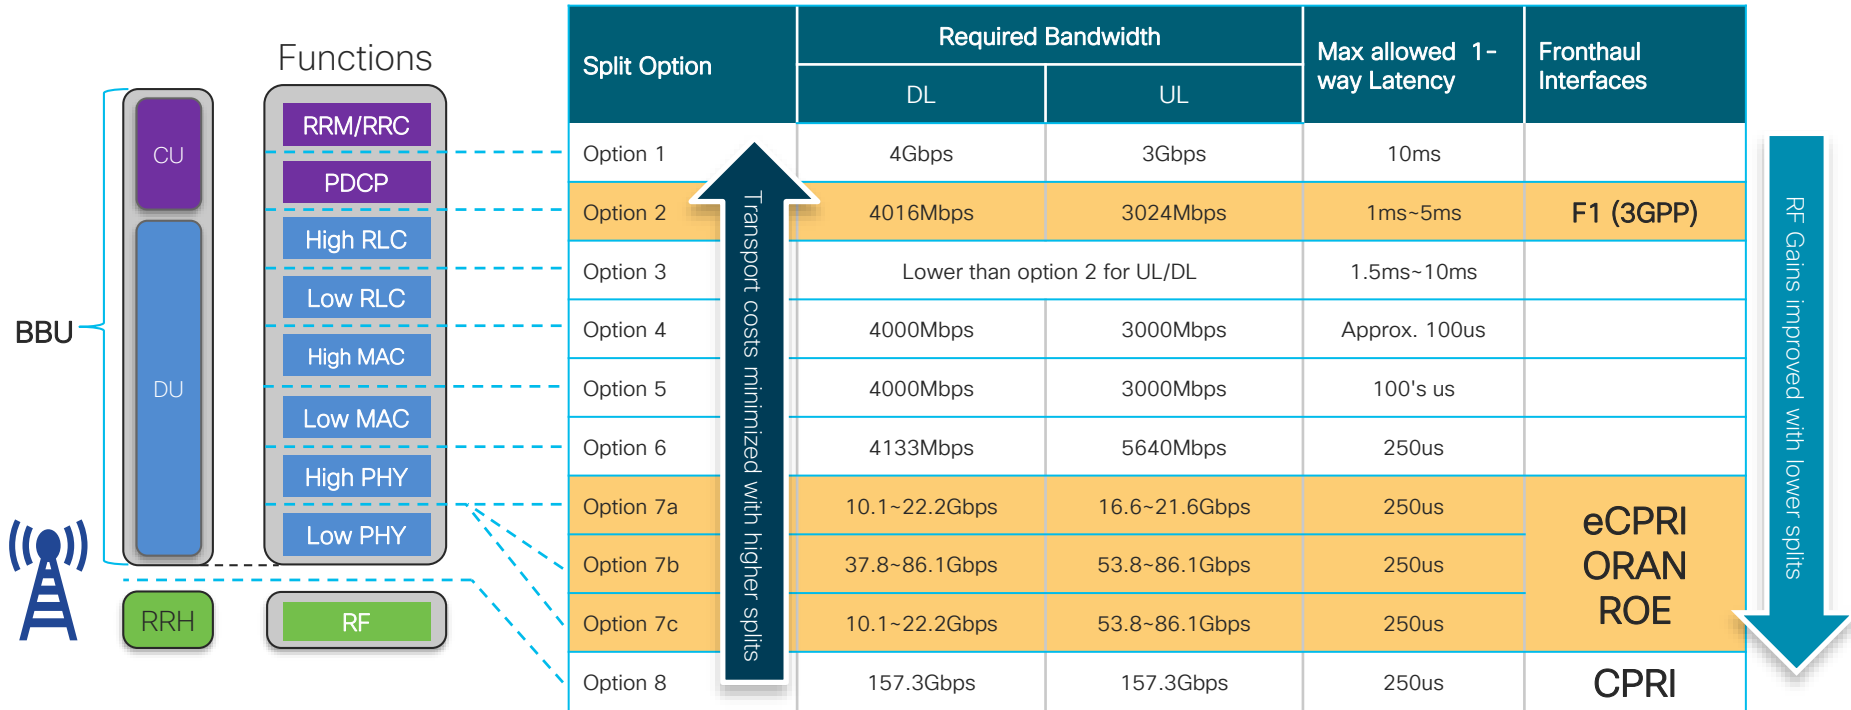 Functions
BBU
CU
DU
RRH
RRM/RRC
PDCP
High RLC
Low RLC
High MAC
Low MAC
High PHY
Low PHY
RF
Split Option
Required Bandwidth
DL
UL
Max allowed 1-
way Latency
Fronthaul
Interfaces
Option 1 4Gbps 3Gbps 10ms
Option 2 4016Mbps 3024Mbps 1ms~5ms F1 (3GPP)
Option 3 Lower than option 2 for UL/DL 1.5ms~10ms
Option 4 4000Mbps 3000Mbps Approx. 100us
Option 5 4000Mbps 3000Mbps 100's us
Option 6 4133Mbps 5640Mbps 250us
Option 7a 10.1~22.2Gbps 16.6~21.6Gbps 250us
Option 7b 37.8~86.1Gbps 53.8~86.1Gbps 250us
Option 7c 10.1~22.2Gbps 53.8~86.1Gbps 250us
eCPRI
ORAN
ROE
Option 8 157.3Gbps 157.3Gbps 250us CPRI
Transport costs minimized with higher splits
RF Gains improved with lower splits